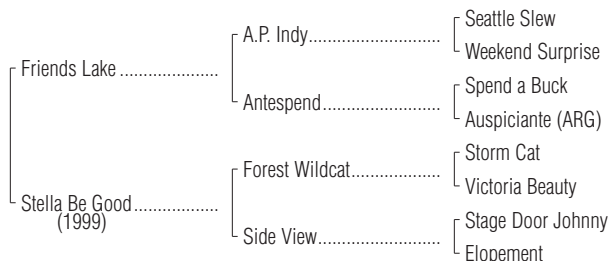 Seattle Slew
A.P. Indy
Weekend Surprise
Friends Lake
Spend a Buck
Antespend
Auspiciante (ARG)
Storm Cat
Forest Wildcat
Victoria Beauty
Stella Be Good
(1999)
Stage Door Johnny
Side View
Elopement